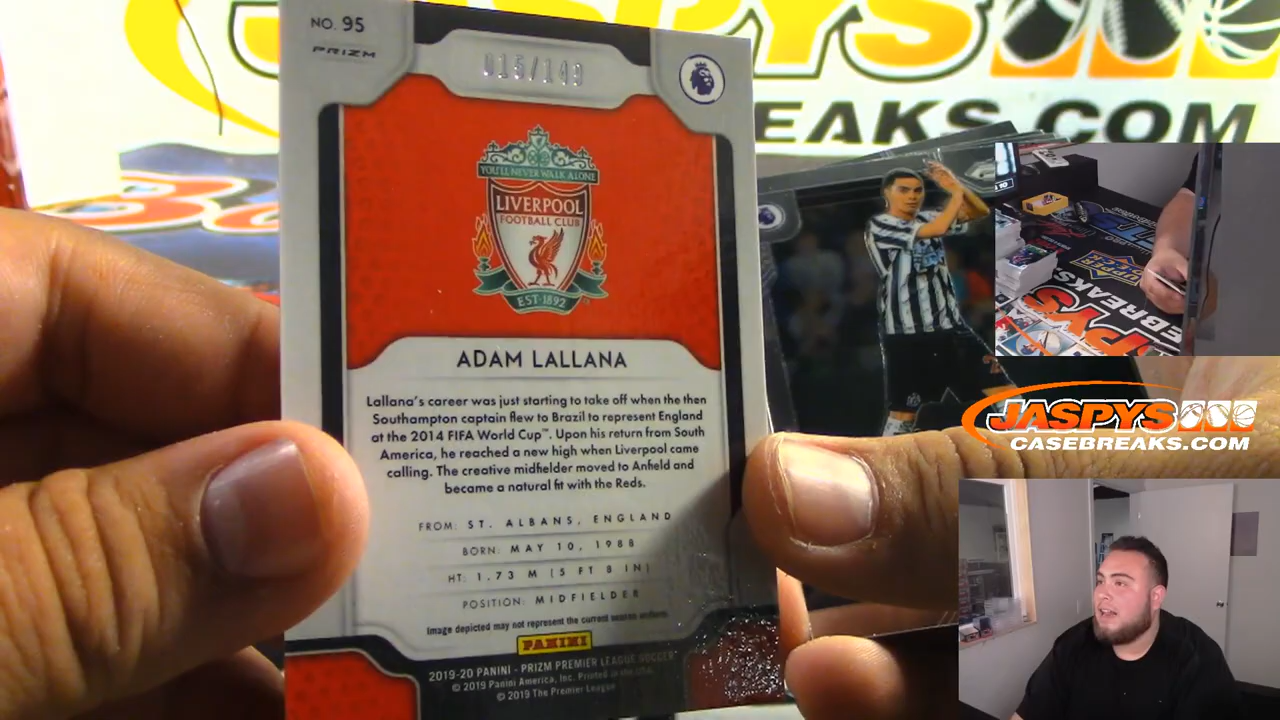 NO. 95
PRIZM
015/149
YOU'LL NEVER WALK ALONE
LIVERPOOL
FOOTBALL CLUB
EST·1892
ADAM LALLANA
Lallana's career was just starting to take off when the then
Southampton captain flew to Brazil to represent England
at the 2014 FIFA World Cup™. Upon his return from South
America, he reached a new high when Liverpool came
calling. The creative midfielder moved to Anfield and
became a natural fit with the Reds.
FROM: ST. ALBANS, ENGLAND
BORN: MAY 10, 1988
HT: 1.73 M (5 FT 8 IN)
POSITION: MIDFIELDER
Image depicted may not represent the current season uniform.
PANINI
2019-20 PANINI - PRIZM PREMIER LEAGUE SOCCER
© 2019 Panini America, Inc. Printed in the USA.
© 2019 The Premier League
JASPYS
EAKS.COM
UPPER DECK
PYS
EBREAKS.
JASPYS
CASEBREAKS.COM